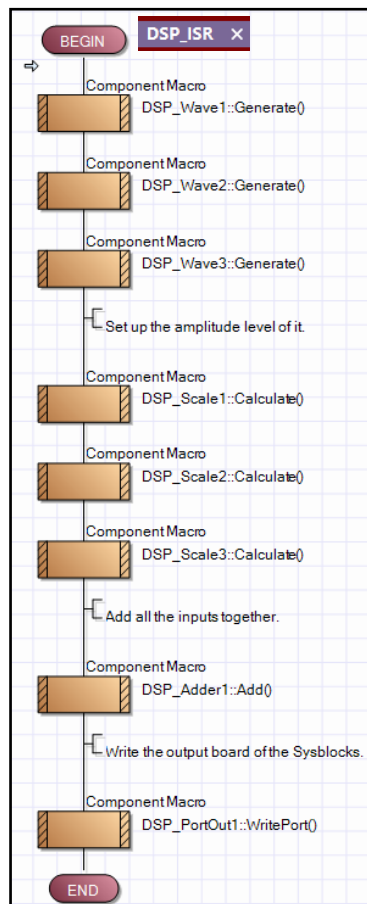 BEGIN
DSP_ISR ×
Component Macro
DSP_Wave1::Generate()
Component Macro
DSP_Wave2::Generate()
Component Macro
DSP_Wave3::Generate()
Set up the amplitude level of it.
Component Macro
DSP_Scale1::Calculate()
Component Macro
DSP_Scale2::Calculate()
Component Macro
DSP_Scale3::Calculate()
Add all the inputs together.
Component Macro
DSP_Adder1::Add()
Write the output board of the Sysblocks.
Component Macro
DSP_PortOut1::WritePort()
END